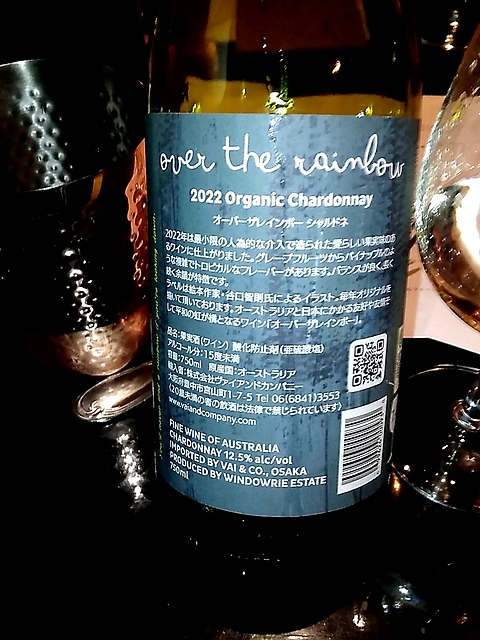 over the rainbow
2022 Organic Chardonnay
オーバーザレインボー シャルドネ
2022年は最小限の人為的な介入で造られた愛らしい果実味のあ
るワインに仕上がりました。グレープフルーツからパイナップルのよ
うな複雑でトロピカルなフレーバーがあります。バランスが良く、長く
続く余韻が特徴です。
ラベルは絵本作家・谷口智則氏によるイラスト。毎年オリジナルを
描いて頂いております。オーストラリアと日本にかかる友好や友情そ
して平和の虹が構となるワイン「オーバーザレインボー」。
品名:果実酒(ワイン) 酸化防止剤(亜硫酸塩)
アルコール分:15度未満
容量:750ml 原産国:オーストラリア
輸入者:株式会社ヴァイアンドカンパニー
大阪府豊中市宮山町1-7-5 Tel 06(6841)3553
(20歳未満の者の飲酒は法律で禁じられています)
www.vaiandcompany.com
FINE WINE OF AUSTRALIA
CHARDONNAY 12.5% alc/vol
IMPORTED BY VAI & CO., OSAKA
PRODUCED BY WINDOWRIE ESTATE
750ml